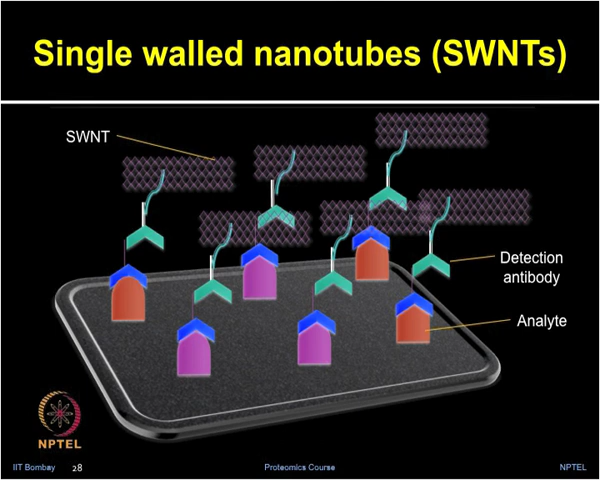 Single walled nanotubes (SWNTs)
SWNT
Detection
antibody
Analyte
NPTEL
IIT Bombay
28
Proteomics Course
NPTEL